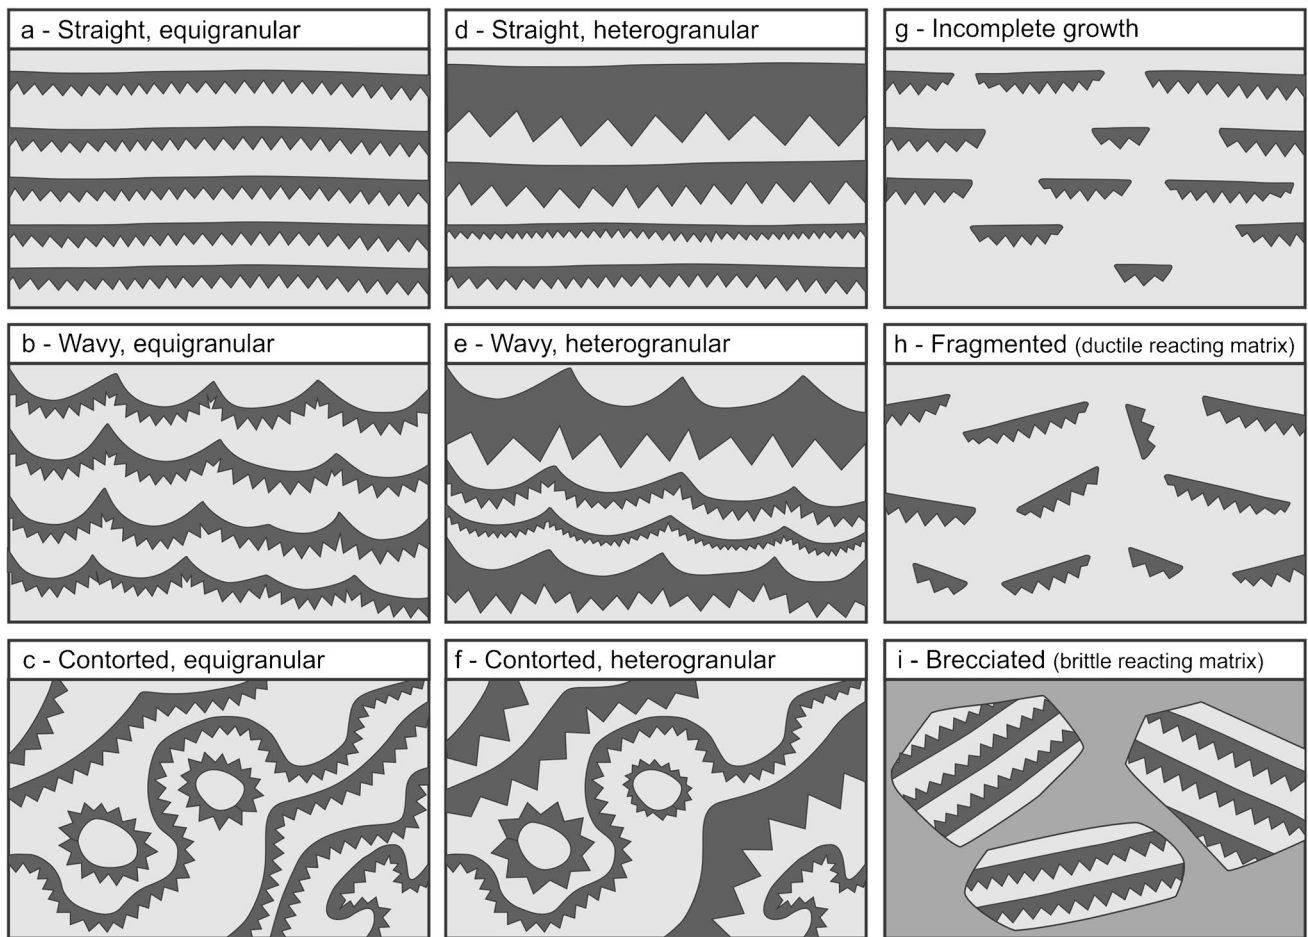 a - Straight, equigranular
d - Straight, heterogranular
g - Incomplete growth
b - Wavy, equigranular
e - Wavy, heterogranular
h - Fragmented (ductile reacting matrix)
c - Contorted, equigranular
f - Contorted, heterogranular
i - Brecciated (brittle reacting matrix)